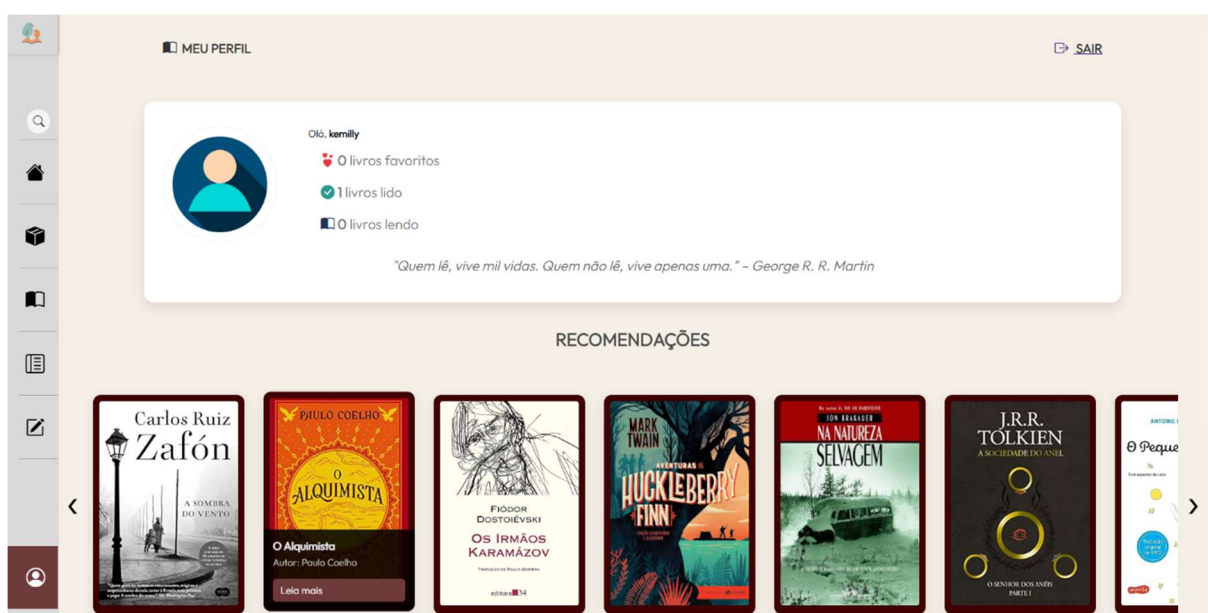 MEU PERFIL
SAIR
Olá, kemilly
0 livros favoritos
1 livros lido
0 livros lendo
"Quem lê, vive mil vidas. Quem não lê, vive apenas uma." – George R. R. Martin
RECOMENDAÇÕES
Carlos Ruiz
Zafón
A SOMBRA
DO VENTO
PAULO COELHO
O
ALQUIMISTA
O Alquimista
Autor: Paulo Coelho
Leia mais
FIÓDOR
DOSTOIÉVSKI
OS IRMÃOS
KARAMÁZOV
editora 34
MARK
TWAIN
AVENTURAS
HUCKLEBERRY
FINN
JON KRAKAUER
NA NATUREZA
SELVAGEM
J.R.R.
TOLKIEN
A SOCIEDADE DO ANEL
O SENHOR DOS ANÉIS
PARTE I
ANTOINE
O Peque